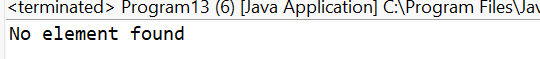 <terminated> Program13 (6) [Java Application] C:\Program Files\Jav
No element found